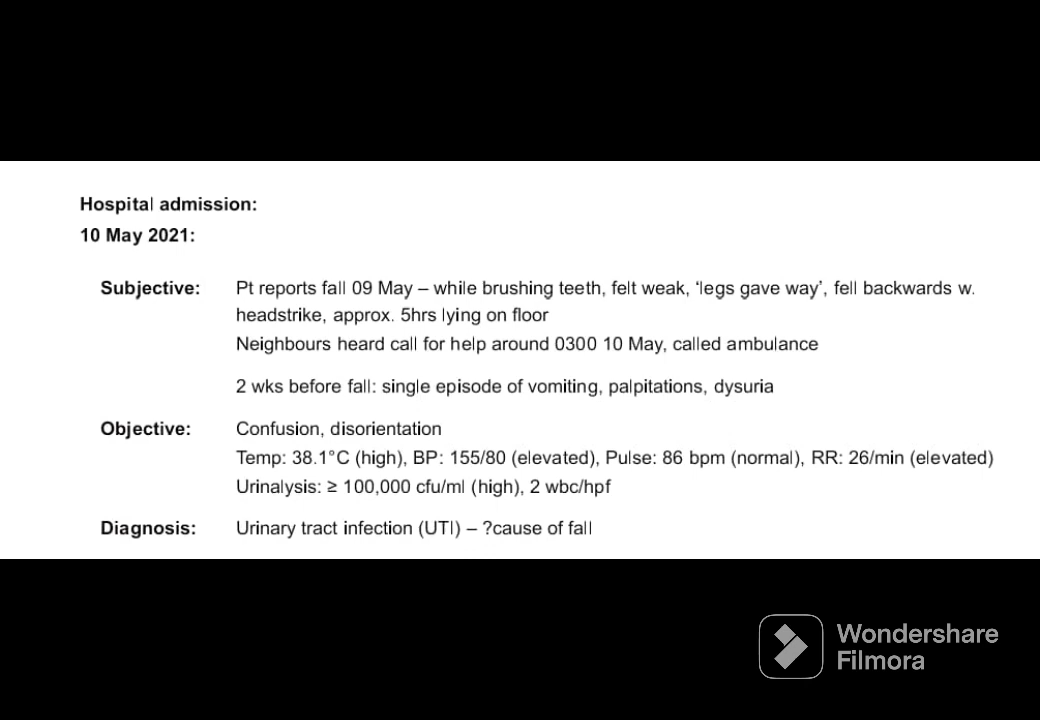 Hospital admission:
10 May 2021:
Subjective: Pt reports fall 09 May – while brushing teeth, felt weak, ‘legs gave way’, fell backwards w.
headstrike, approx. 5hrs lying on floor
Neighbours heard call for help around 0300 10 May, called ambulance
2 wks before fall: single episode of vomiting, palpitations, dysuria
Objective: Confusion, disorientation
Temp: 38.1°C (high), BP: 155/80 (elevated), Pulse: 86 bpm (normal), RR: 26/min (elevated)
Urinalysis: ≥ 100,000 cfu/ml (high), 2 wbc/hpf
Diagnosis: Urinary tract infection (UTI) – ?cause of fall
Wondershare
Filmora